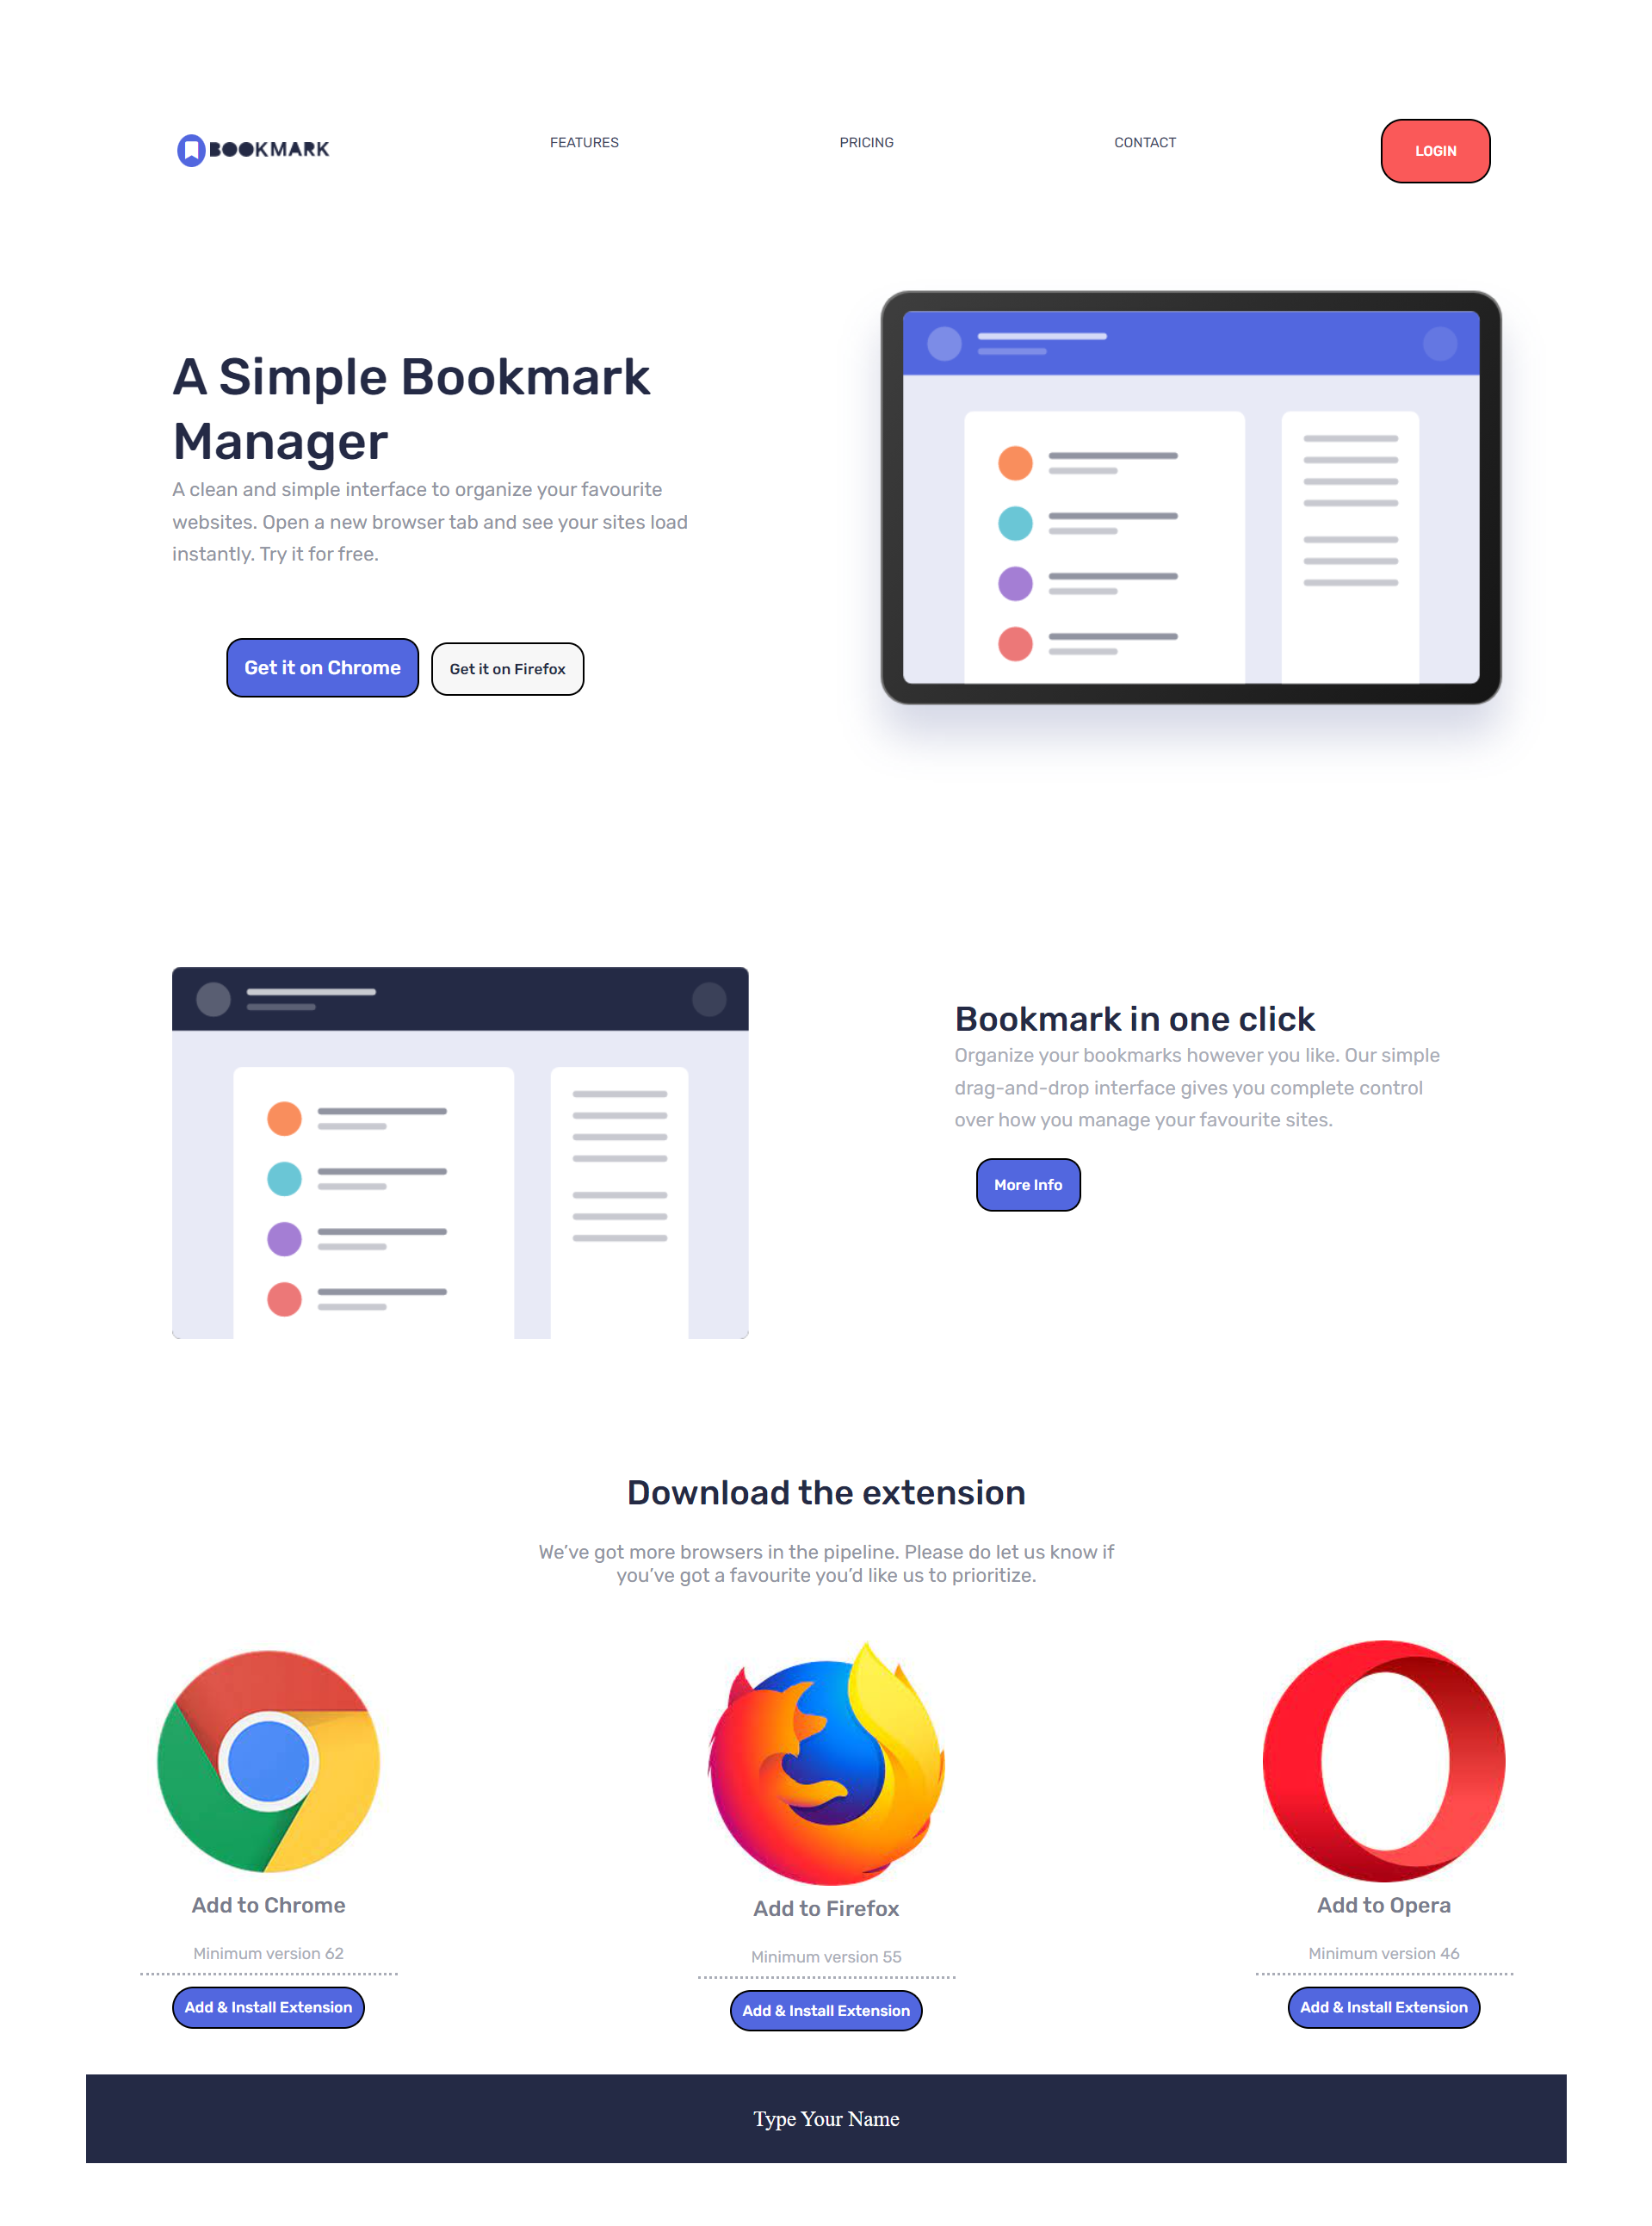 BOOKMARK
FEATURES
PRICING
CONTACT
LOGIN
A Simple Bookmark
Manager
A clean and simple interface to organize your favourite
websites. Open a new browser tab and see your sites load
instantly. Try it for free.
Get it on Chrome
Get it on Firefox
Bookmark in one click
Organize your bookmarks however you like. Our simple
drag-and-drop interface gives you complete control
over how you manage your favourite sites.
More Info
Download the extension
We’ve got more browsers in the pipeline. Please do let us know if
you’ve got a favourite you’d like us to prioritize.
Add to Chrome
Minimum version 62
Add & Install Extension
Add to Firefox
Minimum version 55
Add & Install Extension
Add to Opera
Minimum version 46
Add & Install Extension
Type Your Name